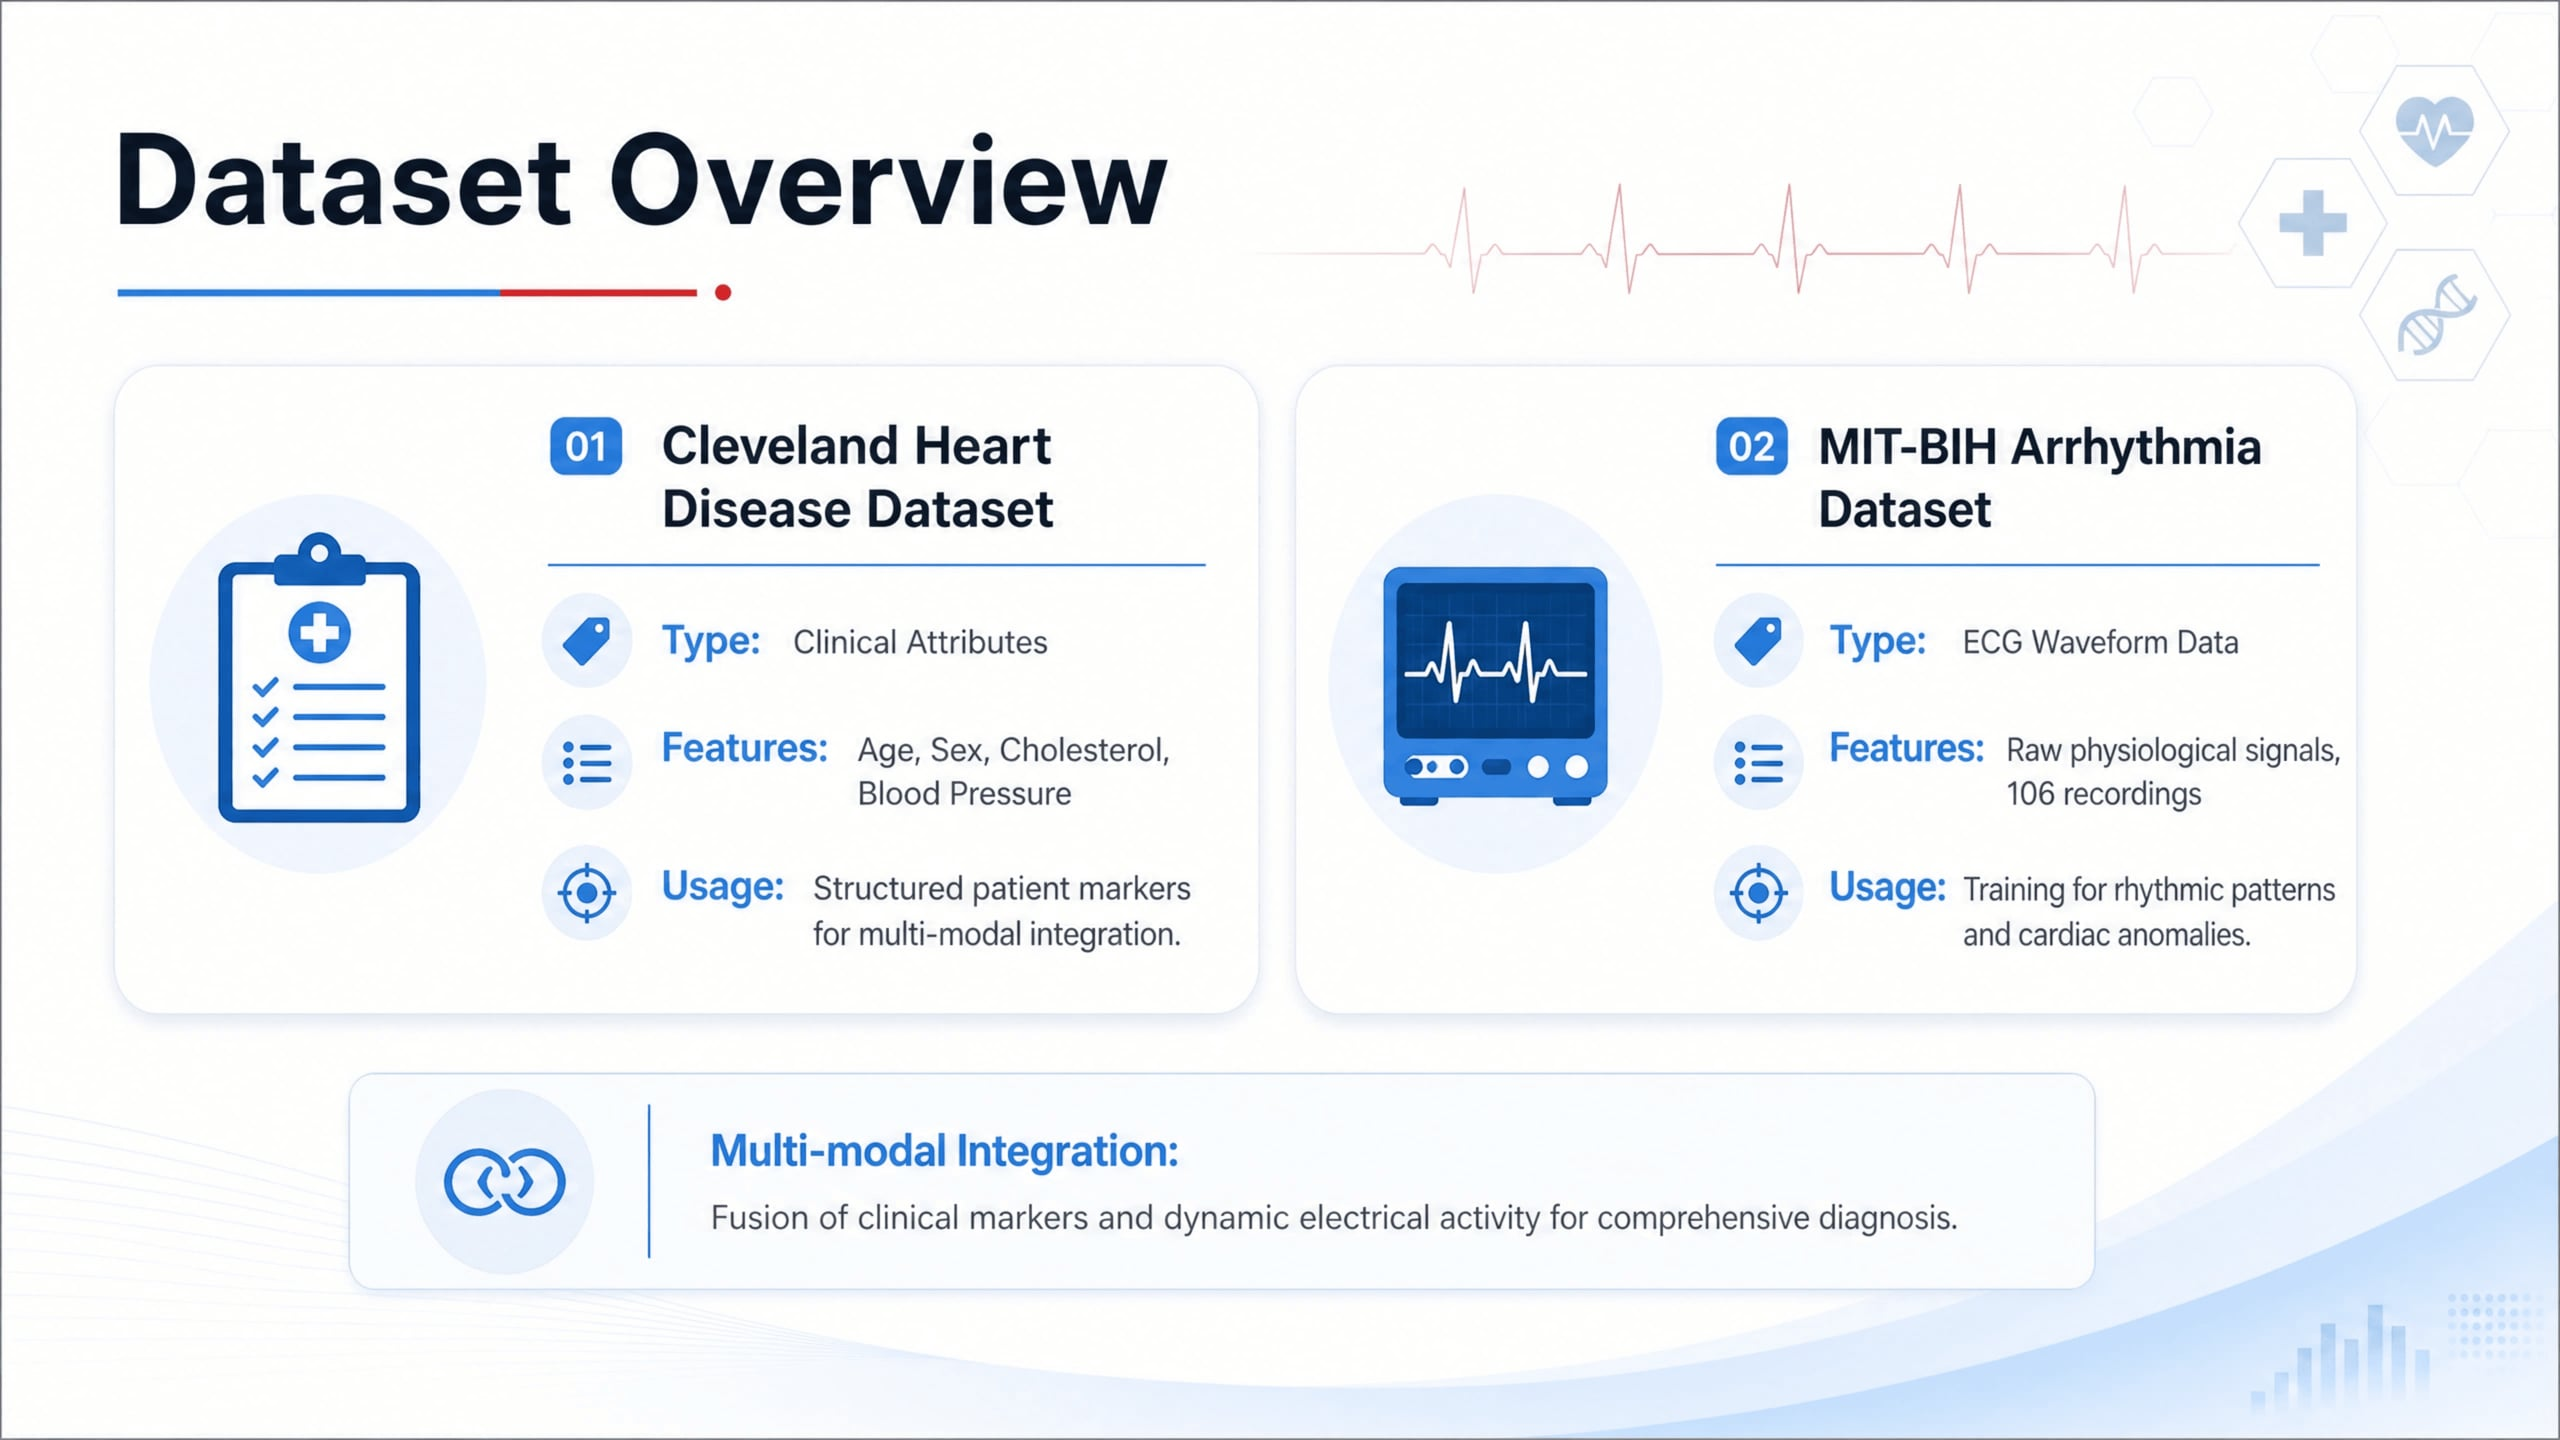 Dataset Overview
01
Cleveland Heart
Disease Dataset
Type: Clinical Attributes
Features: Age, Sex, Cholesterol,
Blood Pressure
Usage: Structured patient markers
for multi-modal integration.
02
MIT-BIH Arrhythmia
Dataset
Type: ECG Waveform Data
Features: Raw physiological signals,
106 recordings
Usage: Training for rhythmic patterns
and cardiac anomalies.
Multi-modal Integration:
Fusion of clinical markers and dynamic electrical activity for comprehensive diagnosis.